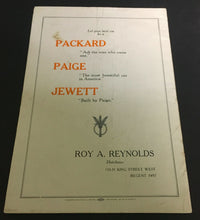 Let your next car
be a
PACKARD
"Ask the man who owns
one."
PAIGE
"The most beautiful car
in America"
JEWETT
"Built by Paige."
ROY A. REYNOLDS
Distributor
KING STREET WEST
REGENT